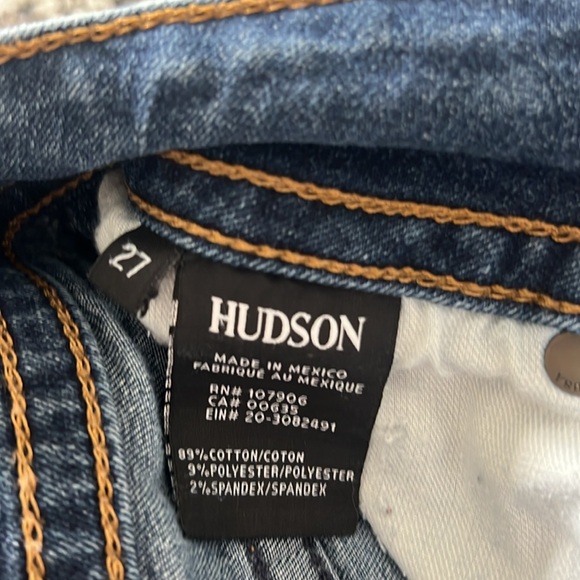 27
HUDSON
MADE IN MEXICO
FABRIQUE AU MEXIQUE
RN# 107906
CA# 00635
EIN# 20-3082491
89%COTTON/COTON
9%POLYESTER/POLYESTER
2%SPANDEX/SPANDEX